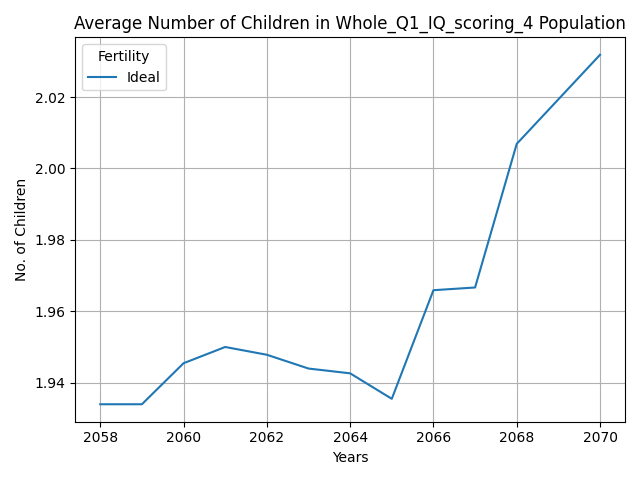 Average Number of Children in Whole_Q1_IQ_scoring_4 Population
Fertility
Ideal
No. of Children
2.02
2.00
1.98
1.96
1.94
2058 2060 2062 2064 2066 2068 2070
Years